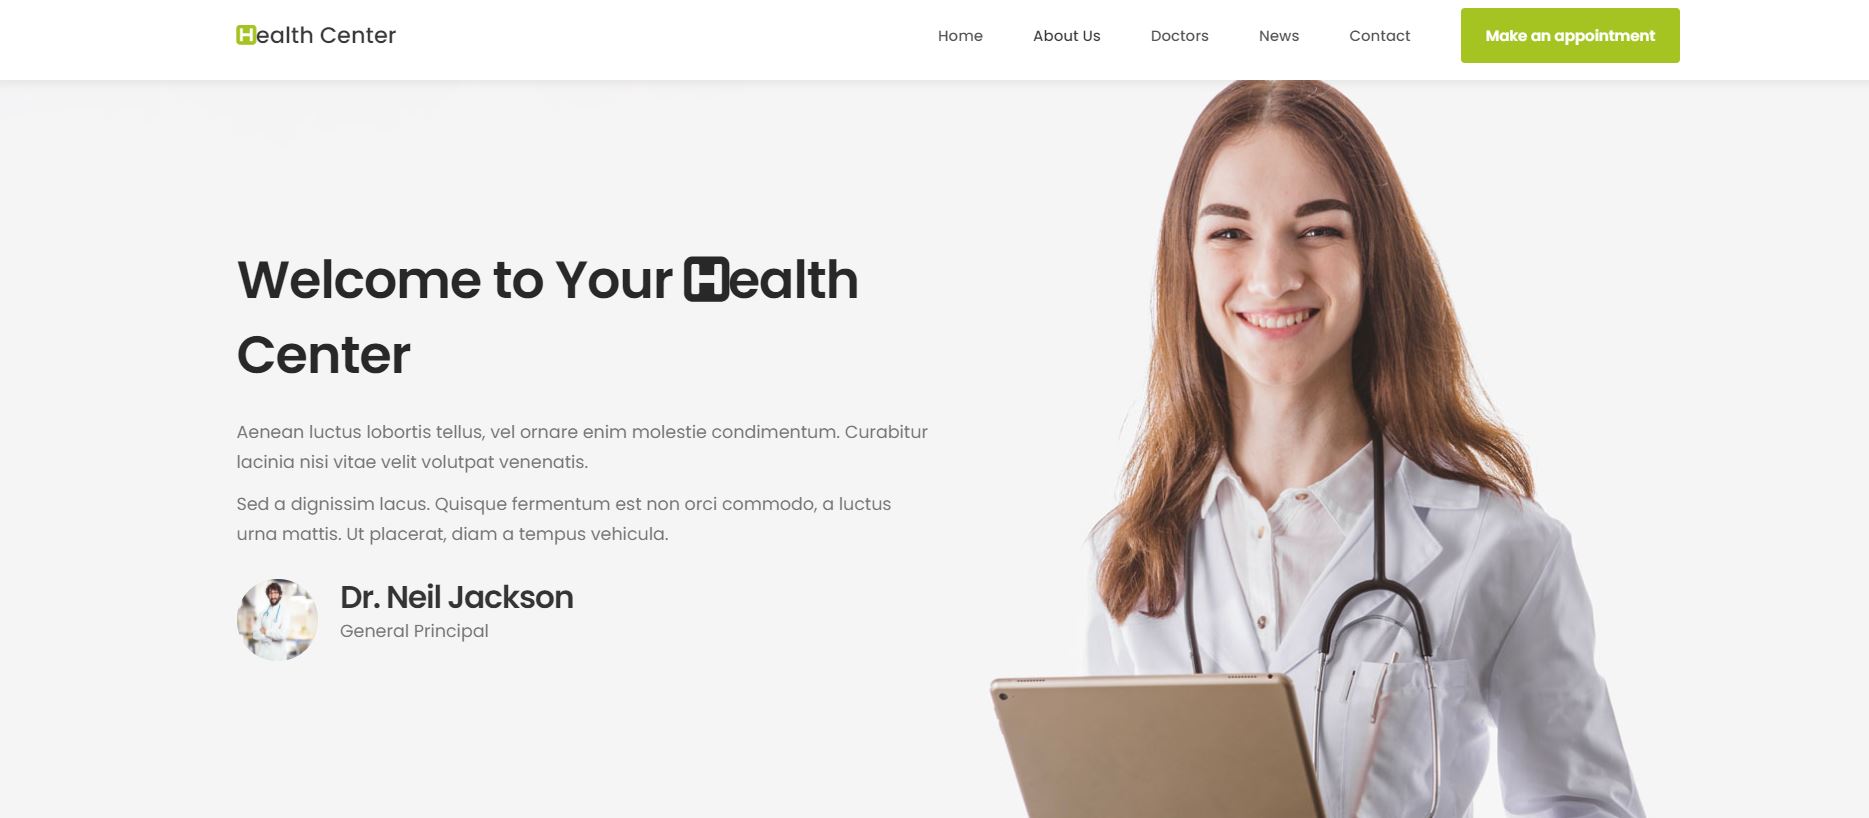 Health Center
Home
About Us
Doctors
News
Contact
Make an appointment
Welcome to Your Health
Center
Aenean luctus lobortis tellus, vel ornare enim molestie condimentum. Curabitur
lacinia nisi vitae velit volutpat venenatis.
Sed a dignissim lacus. Quisque fermentum est non orci commodo, a luctus
urna mattis. Ut placerat, diam a tempus vehicula.
Dr. Neil Jackson
General Principal